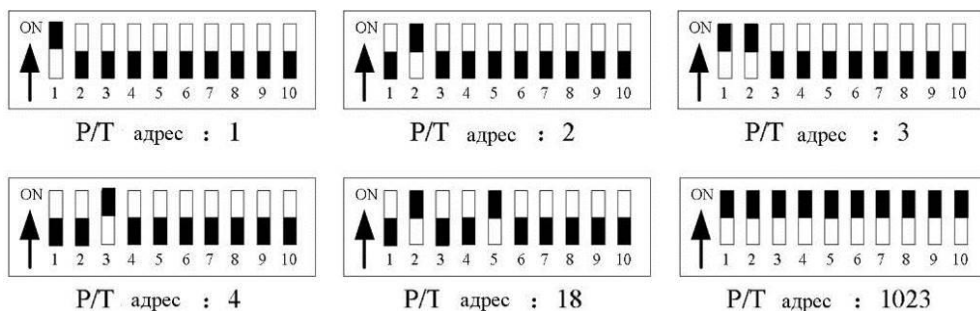 ON
1 2 3 4 5 6 7 8 9 10
P/T адрес : 1
ON
1 2 3 4 5 6 7 8 9 10
P/T адрес : 2
ON
1 2 3 4 5 6 7 8 9 10
P/T адрес : 3
ON
1 2 3 4 5 6 7 8 9 10
P/T адрес : 4
ON
1 2 3 4 5 6 7 8 9 10
P/T адрес : 18
ON
1 2 3 4 5 6 7 8 9 10
P/T адрес : 1023